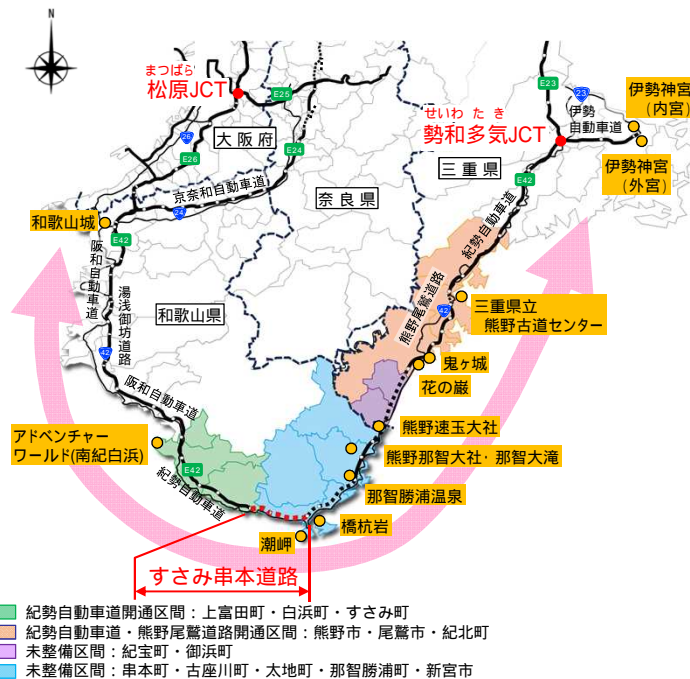 N
まつばら
松原JCT
E25
26
大阪府
E26
E24
京奈和自動車道
24
奈良県
E23
23
伊勢
自動車道
伊勢神宮
(内宮)
せいわ たき
勢和多気JCT
伊勢神宮
(外宮)
三重県
E42
紀勢自動車道
和歌山城
E42
阪和自動車道
湯浅御坊道路
和歌山県
42
熊野尾鷲道路
42
三重県立
熊野古道センター
鬼ヶ城
花の巌
阪和自動車道
アドベンチャー
ワールド(南紀白浜)
E42
紀勢自動車道
熊野速玉大社
熊野那智大社・那智大滝
那智勝浦温泉
橋杭岩
潮岬
すさみ串本道路
紀勢自動車道開通区間：上富田町・白浜町・すさみ町
紀勢自動車道・熊野尾鷲道路開通区間：熊野市・尾鷲市・紀北町
未整備区間：紀宝町・御浜町
未整備区間：串本町・古座川町・太地町・那智勝浦町・新宮市